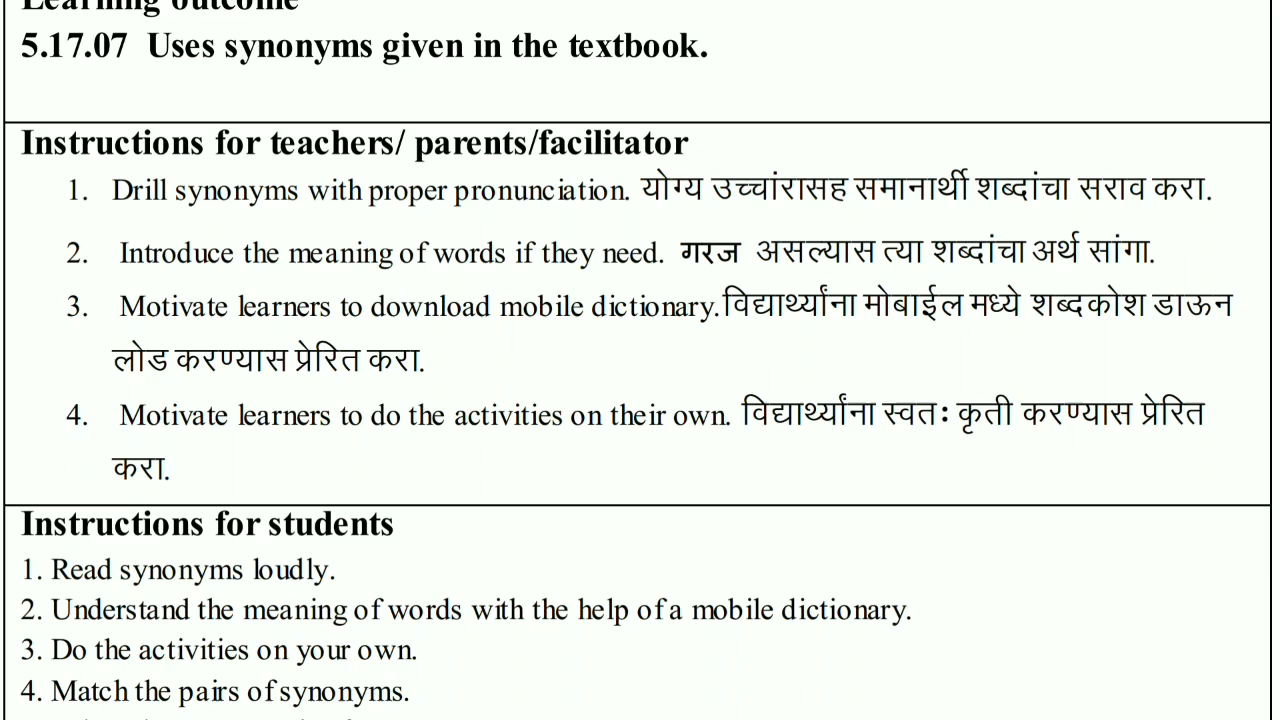 Learning outcome
5.17.07 Uses synonyms given in the textbook.
Instructions for teachers/ parents/facilitator
1. Drill synonyms with proper pronunciation. योग्य उच्चांरासह समानार्थी शब्दांचा सराव करा.
2. Introduce the meaning of words if they need. गरज असल्यास त्या शब्दांचा अर्थ सांगा.
3. Motivate learners to download mobile dictionary.विद्यार्थ्यांना मोबाईल मध्ये शब्दकोश डाऊन
लोड करण्यास प्रेरित करा.
4. Motivate learners to do the activities on their own. विद्यार्थ्यांना स्वतः कृती करण्यास प्रेरित
करा.
Instructions for students
1. Read synonyms loudly.
2. Understand the meaning of words with the help of a mobile dictionary.
3. Do the activities on your own.
4. Match the pairs of synonyms.